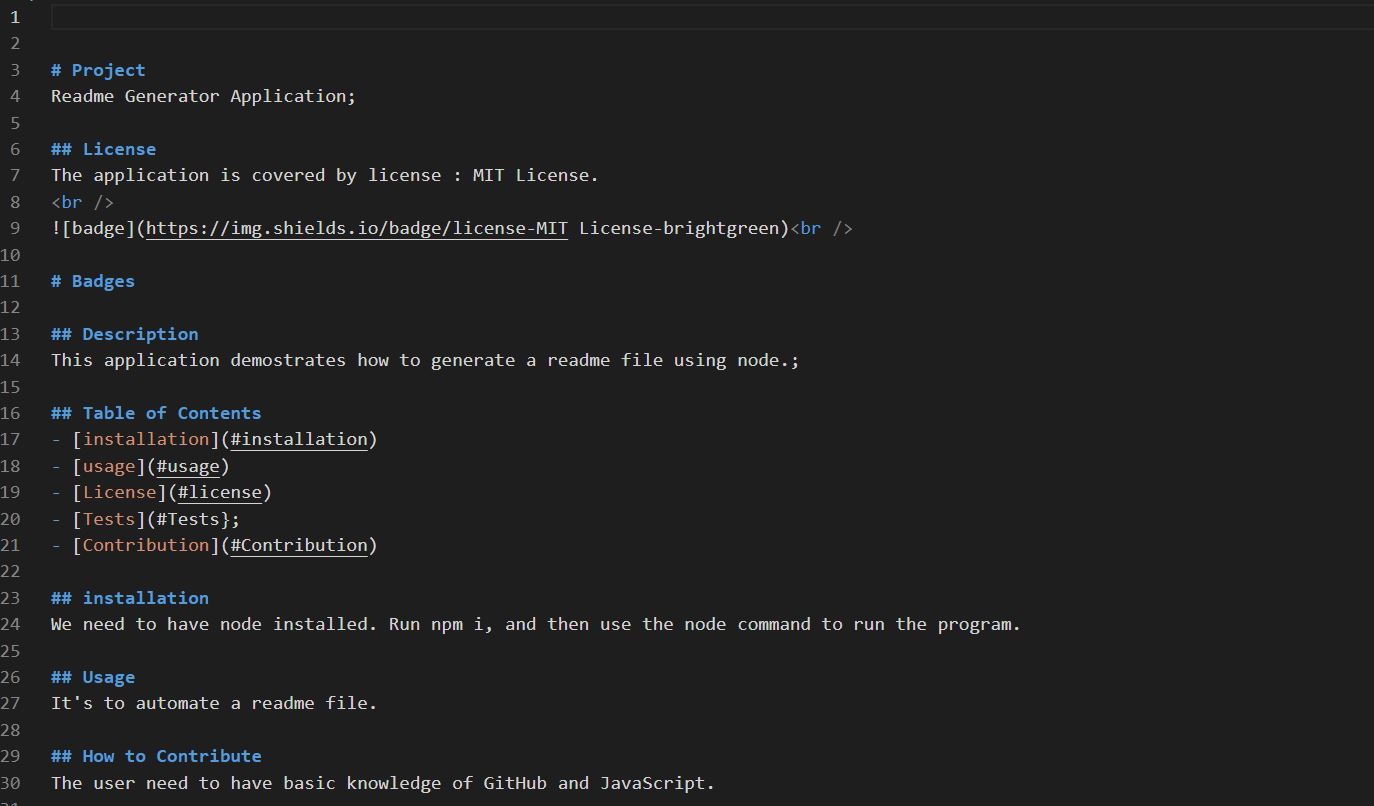 1
2
3 # Project
4 Readme Generator Application;
5
6 ## License
7 The application is covered by license : MIT License.
8 <br />
9 ![badge](https://img.shields.io/badge/license-MIT License-brightgreen)<br />
10
11 # Badges
12
13 ## Description
14 This application demostrates how to generate a readme file using node.;
15
16 ## Table of Contents
17 - [installation](#installation)
18 - [usage](#usage)
19 - [License](#license)
20 - [Tests](#Tests};
21 - [Contribution](#Contribution)
22
23 ## installation
24 We need to have node installed. Run npm i, and then use the node command to run the program.
25
26 ## Usage
27 It's to automate a readme file.
28
29 ## How to Contribute
30 The user need to have basic knowledge of GitHub and JavaScript.